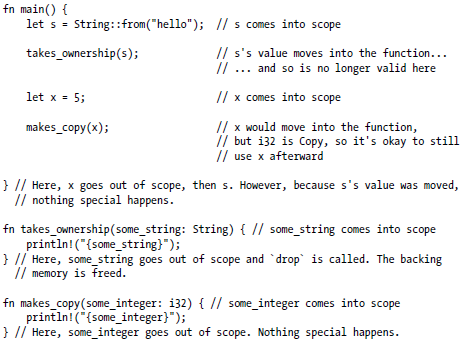 fn main() {
    let s = String::from("hello");  // s comes into scope

    takes_ownership(s);             // s's value moves into the function...
                                    // ... and so is no longer valid here

    let x = 5;                      // x comes into scope

    makes_copy(x);                  // x would move into the function,
                                    // but i32 is Copy, so it's okay to still
                                    // use x afterward

} // Here, x goes out of scope, then s. However, because s's value was moved,
  // nothing special happens.

fn takes_ownership(some_string: String) { // some_string comes into scope
    println!("{some_string}");
} // Here, some_string goes out of scope and `drop` is called. The backing
  // memory is freed.

fn makes_copy(some_integer: i32) { // some_integer comes into scope
    println!("{some_integer}");
} // Here, some_integer goes out of scope. Nothing special happens.